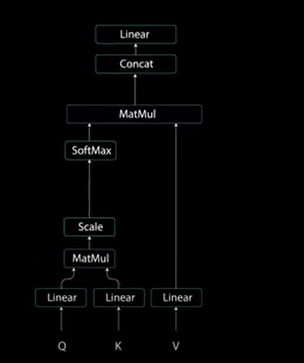 Linear
Concat
MatMul
SoftMax
Scale
MatMul
Linear Linear Linear
Q K V